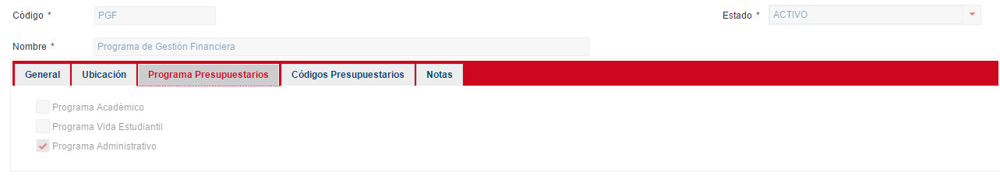 Código * PGF Estado * ACTIVO
Nombre * Programa de Gestión Financiera
General Ubicación Programa Presupuestarios Códigos Presupuestarios Notas
Programa Académico
Programa Vida Estudiantil
Programa Administrativo